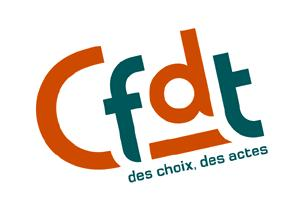 Cfdt
des choix, des actes